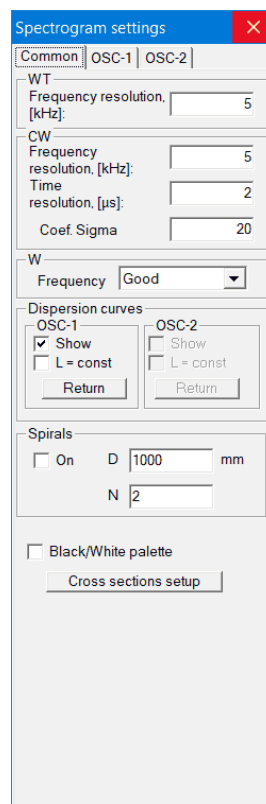 Spectrogram settings
Common OSC-1 OSC-2
WT
Frequency resolution,
[kHz]: 5
CW
Frequency
resolution, [kHz]: 5
Time
resolution, [µs]: 2
Coef. Sigma 20
W
Frequency Good
Dispersion curves
OSC-1 OSC-2
Show Show
L = const L = const
Return Return
Spirals
On D 1000 mm
N 2
Black/White palette
Cross sections setup